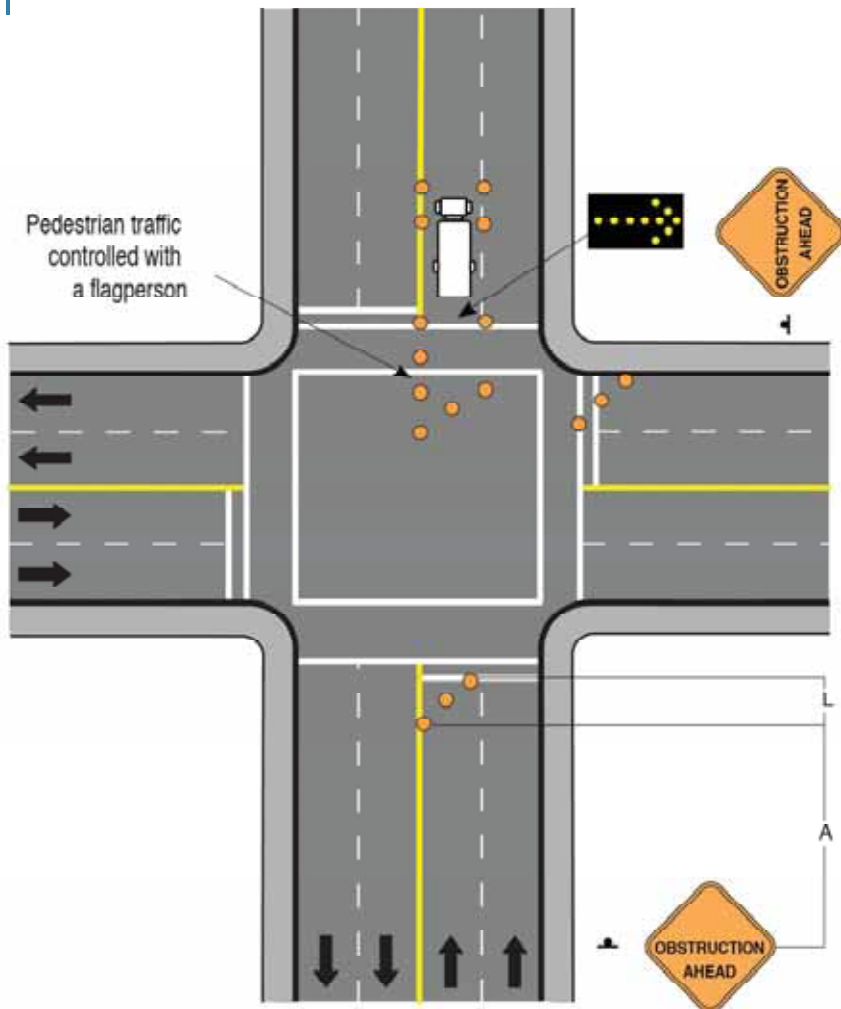 Pedestrian traffic
controlled with
a flagperson
OBSTRUCTION
AHEAD
L
A
OBSTRUCTION
AHEAD